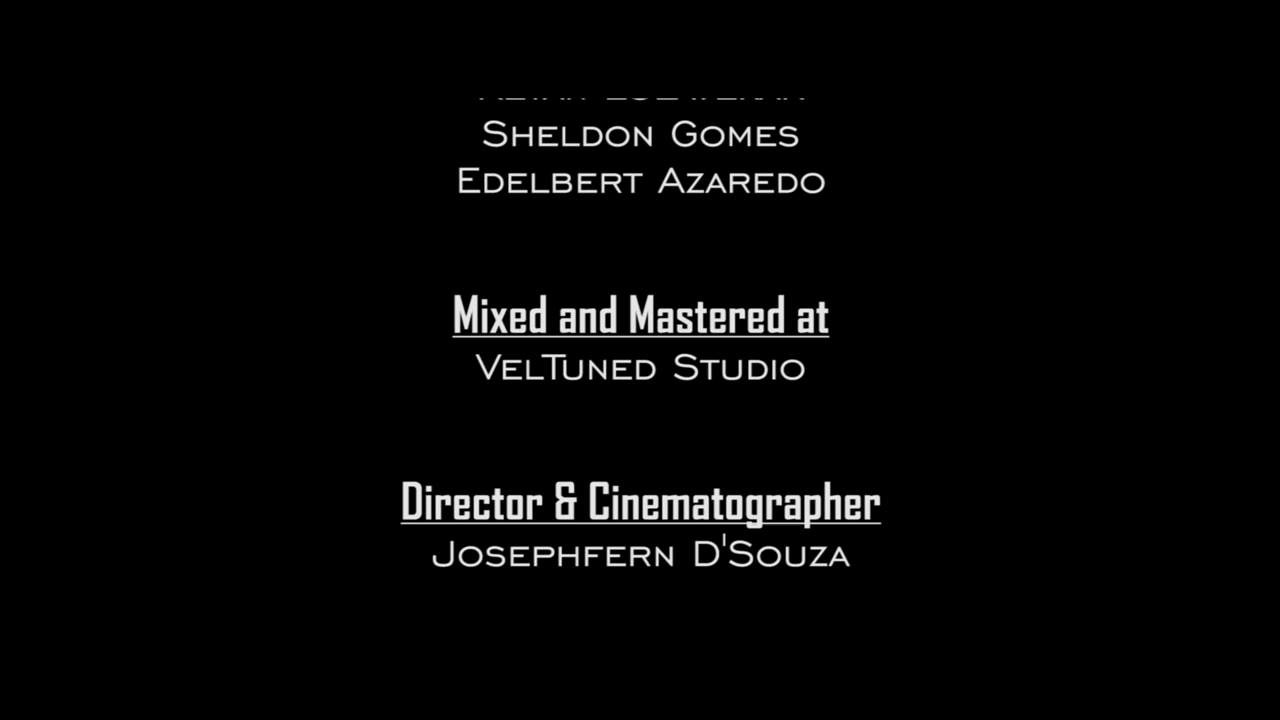 Sheldon Gomes
Edelbert Azaredo
Mixed and Mastered at
VelTuned Studio
Director & Cinematographer
Josephfern D'Souza